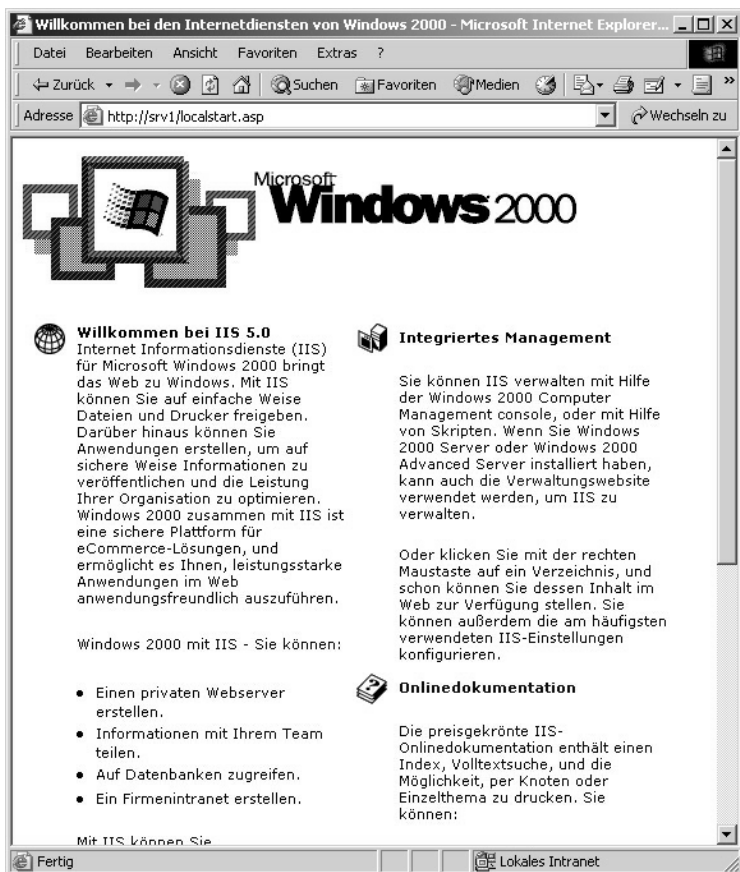 Willkommen bei den Internetdiensten von Windows 2000 - Microsoft Internet Explorer...
Datei Bearbeiten Ansicht Favoriten Extras ?
Zurück Suchen Favoriten Medien »
Adresse http://srv1/localstart.asp Wechseln zu
Microsoft
Windows 2000
Willkommen bei IIS 5.0
Internet Informationsdienste (IIS)
für Microsoft Windows 2000 bringt
das Web zu Windows. Mit IIS
können Sie auf einfache Weise
Dateien und Drucker freigeben.
Darüber hinaus können Sie
Anwendungen erstellen, um auf
sichere Weise Informationen zu
veröffentlichen und die Leistung
Ihrer Organisation zu optimieren.
Windows 2000 zusammen mit IIS ist
eine sichere Plattform für
eCommerce-Lösungen, und
ermöglicht es Ihnen, leistungsstarke
Anwendungen im Web
anwendungsfreundlich auszuführen.
Windows 2000 mit IIS - Sie können:
• Einen privaten Webserver
erstellen.
• Informationen mit Ihrem Team
teilen.
• Auf Datenbanken zugreifen.
• Ein Firmenintranet erstellen.
Mit IIS können Sie
Integriertes Management
Sie können IIS verwalten mit Hilfe
der Windows 2000 Computer
Management console, oder mit Hilfe
von Skripten. Wenn Sie Windows
2000 Server oder Windows 2000
Advanced Server installiert haben,
kann auch die Verwaltungswebsite
verwendet werden, um IIS zu
verwalten.
Oder klicken Sie mit der rechten
Maustaste auf ein Verzeichnis, und
schon können Sie dessen Inhalt im
Web zur Verfügung stellen. Sie
können außerdem die am häufigsten
verwendeten IIS-Einstellungen
konfigurieren.
Onlinedokumentation
Die preisgekrönte IIS-
Onlinedokumentation enthält einen
Index, Volltextsuche, und die
Möglichkeit, per Knoten oder
Einzelthema zu drucken. Sie
können:
Fertig Lokales Intranet